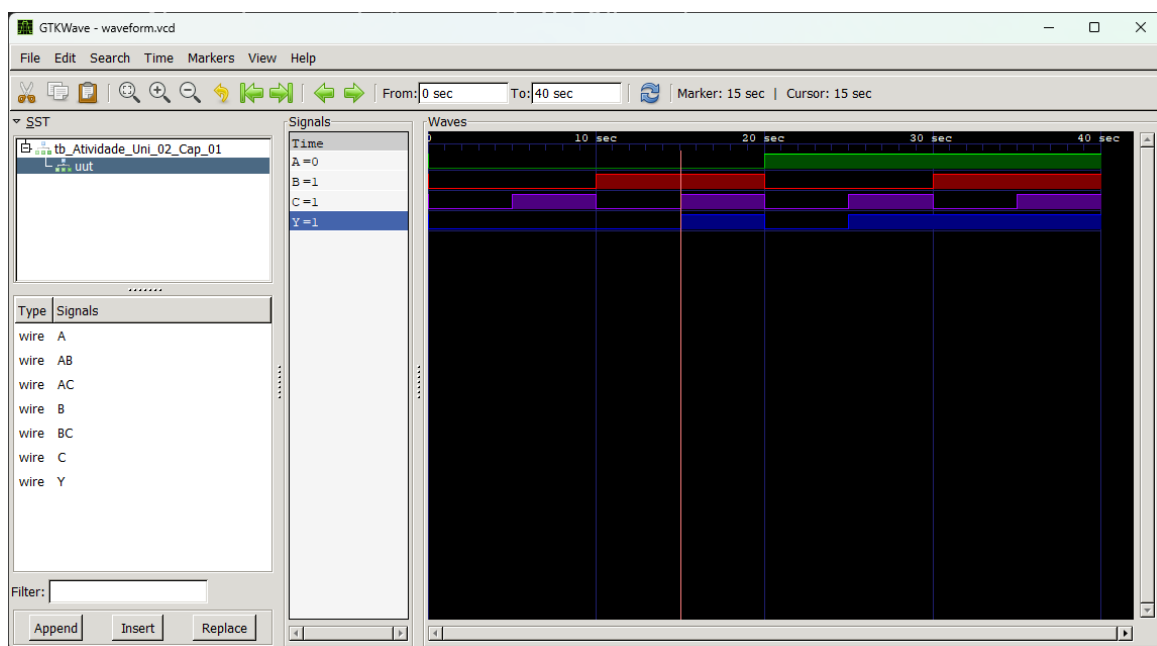 GTKWave - waveform.vcd
File Edit Search Time Markers View Help
From: 0 sec To: 40 sec Marker: 15 sec | Cursor: 15 sec
SST
tb_Atividade_Uni_02_Cap_01
uut
Type Signals
wire A
wire AB
wire AC
wire B
wire BC
wire C
wire Y
Filter:
Append Insert Replace
Signals
Time
A=0
B=1
C=1
Y=1
Waves
0 10 sec 20 sec 30 sec 40 sec